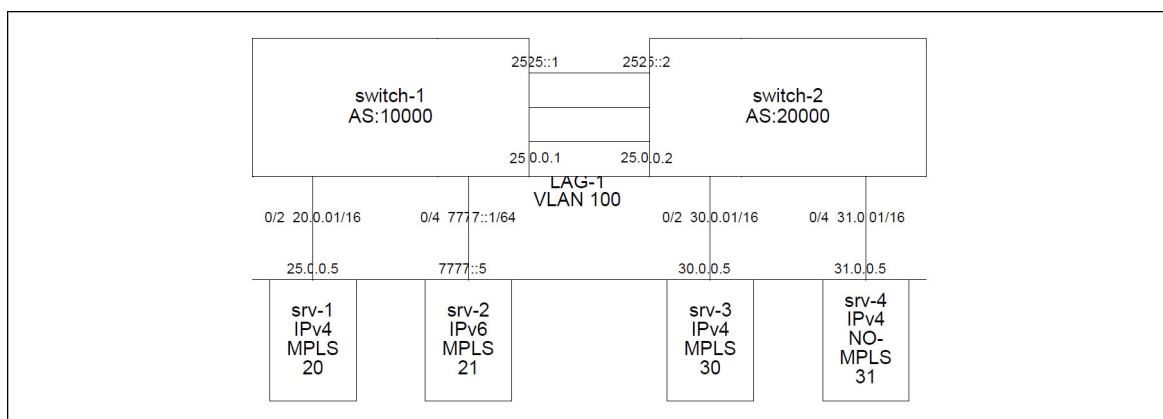 2525::1 2525::2
switch-1
AS:10000
switch-2
AS:20000
25.0.0.1 25.0.0.2
LAG-1
VLAN 100
0/2 20.0.01/16 0/4 7777::1/64 0/2 30.0.01/16 0/4 31.0.01/16
25.0.0.5 7777::5 30.0.0.5 31.0.0.5
srv-1
IPv4
MPLS
20
srv-2
IPv6
MPLS
21
srv-3
IPv4
MPLS
30
srv-4
IPv4
NO-
MPLS
31